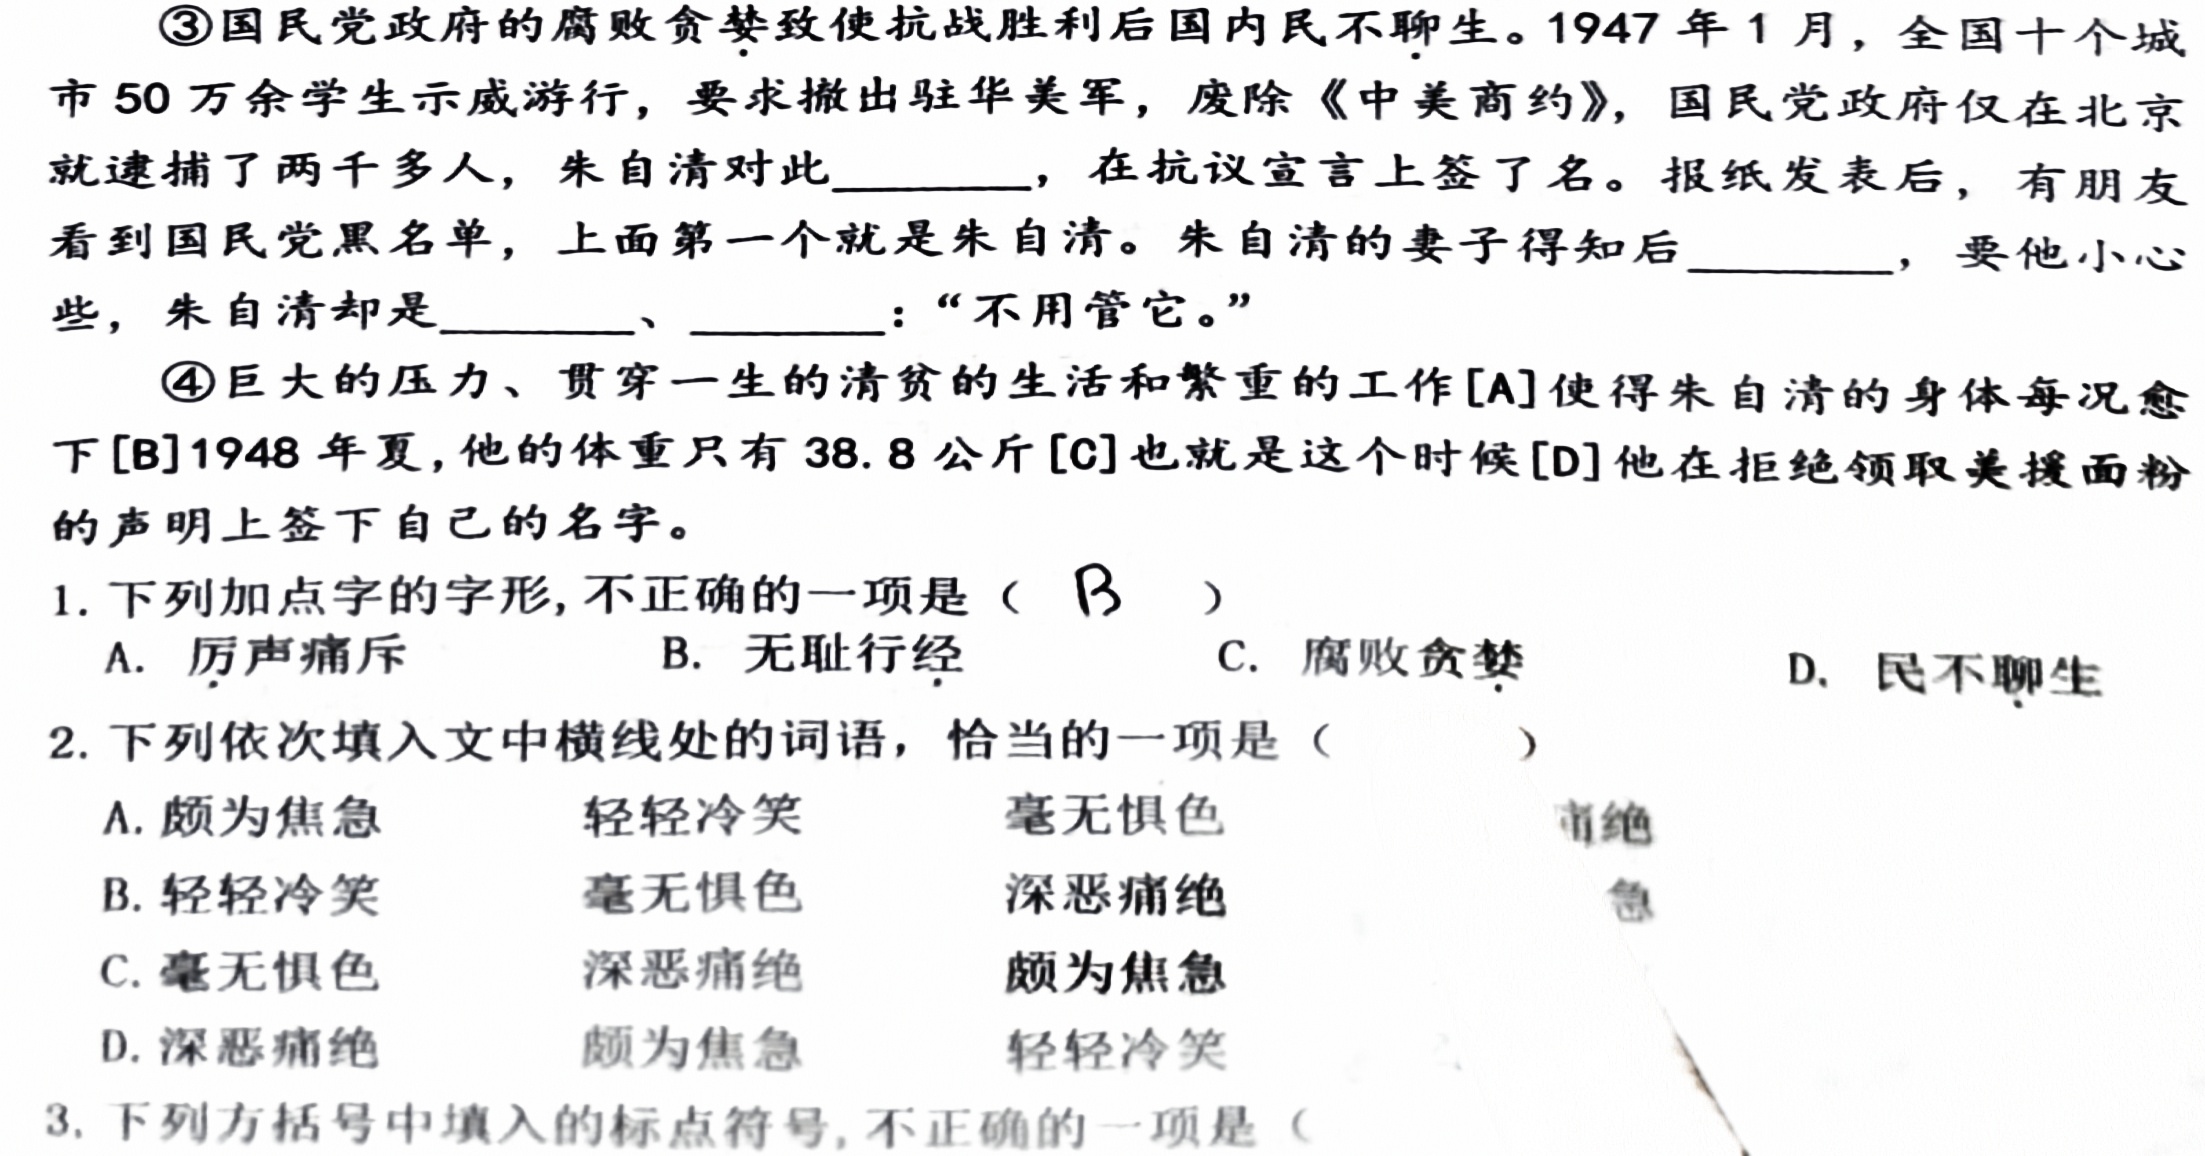 ③国民党政府的腐败贪婪致使抗战胜利后国内民不聊生。1947 年 1 月，全国十个城
市 50 万余学生示威游行，要求撤出驻华美军，废除《中美商约》，国民党政府仅在北京
就逮捕了两千多人，朱自清对此________，在抗议宣言上签了名。报纸发表后，有朋友
看到国民党黑名单，上面第一个就是朱自清。朱自清的妻子得知后________，要他小心
些，朱自清却是________、________：“不用管它。”
④巨大的压力、贯穿一生的清贫的生活和繁重的工作[A]使得朱自清的身体每况愈
下[B]1948 年夏，他的体重只有 38.8 公斤[C]也就是这个时候[D]他在拒绝领取美援面粉
的声明上签下自己的名字。
1. 下列加点字的字形，不正确的一项是（ B ）
A. 厉声痛斥 B. 无耻行经 C. 腐败贪婪 D. 民不聊生
2. 下列依次填入文中横线处的词语，恰当的一项是（ ）
A. 颇为焦急 轻轻冷笑 毫无惧色 痛绝
B. 轻轻冷笑 毫无惧色 深恶痛绝 急
C. 毫无惧色 深恶痛绝 颇为焦急
D. 深恶痛绝 颇为焦急 轻轻冷笑
3. 下列方括号中填入的标点符号，不正确的一项是（